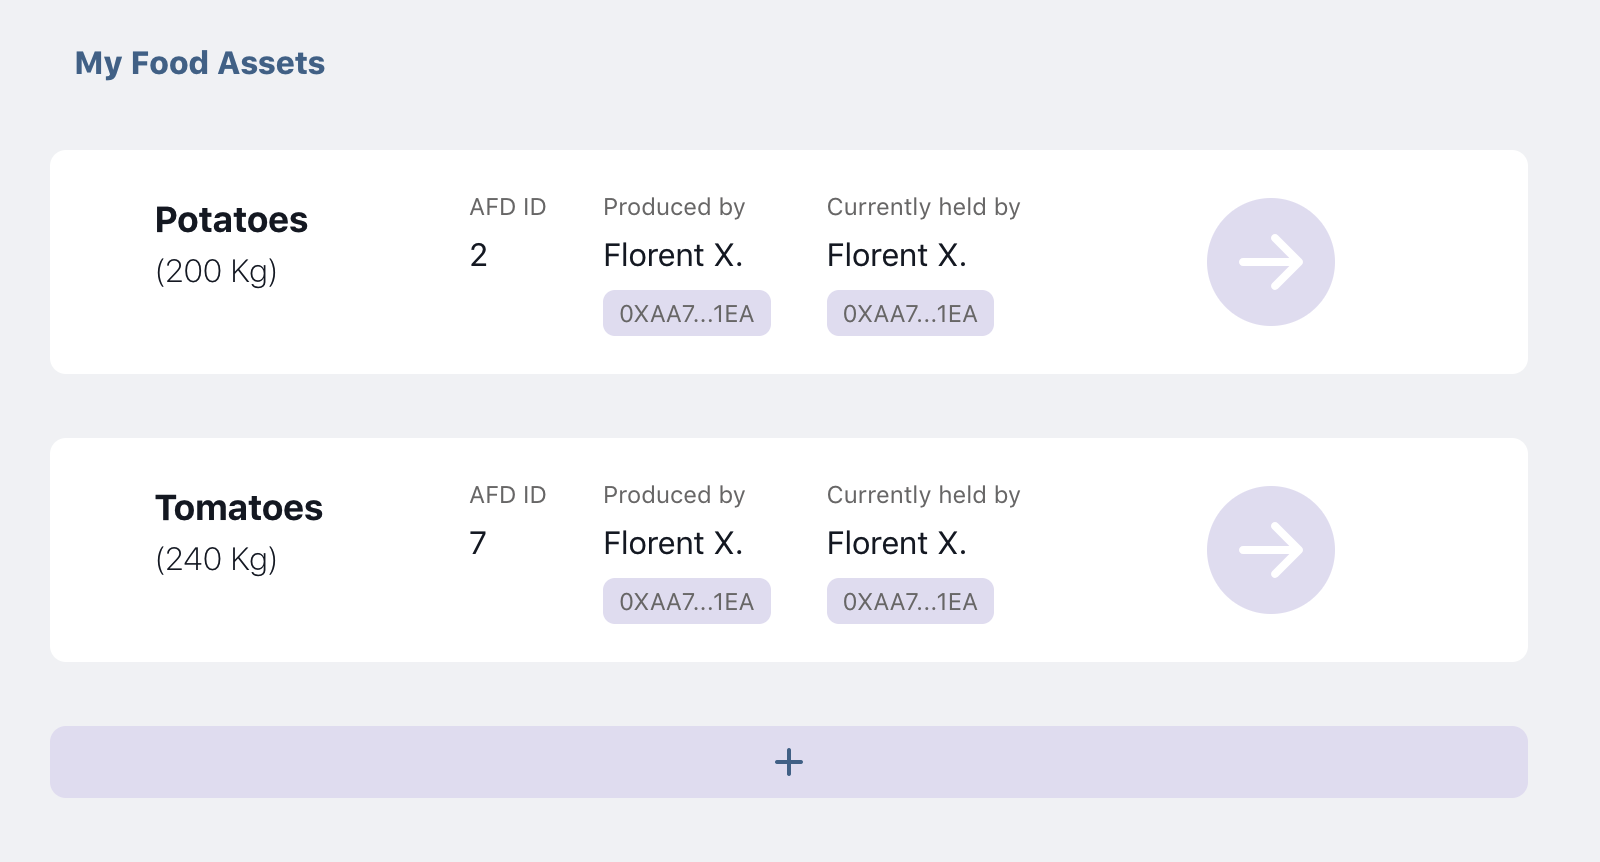 My Food Assets
Potatoes
(200 Kg)
AFD ID
2
Produced by
Florent X.
0XAA7...1EA
Currently held by
Florent X.
0XAA7...1EA
Tomatoes
(240 Kg)
AFD ID
7
Produced by
Florent X.
0XAA7...1EA
Currently held by
Florent X.
0XAA7...1EA
+